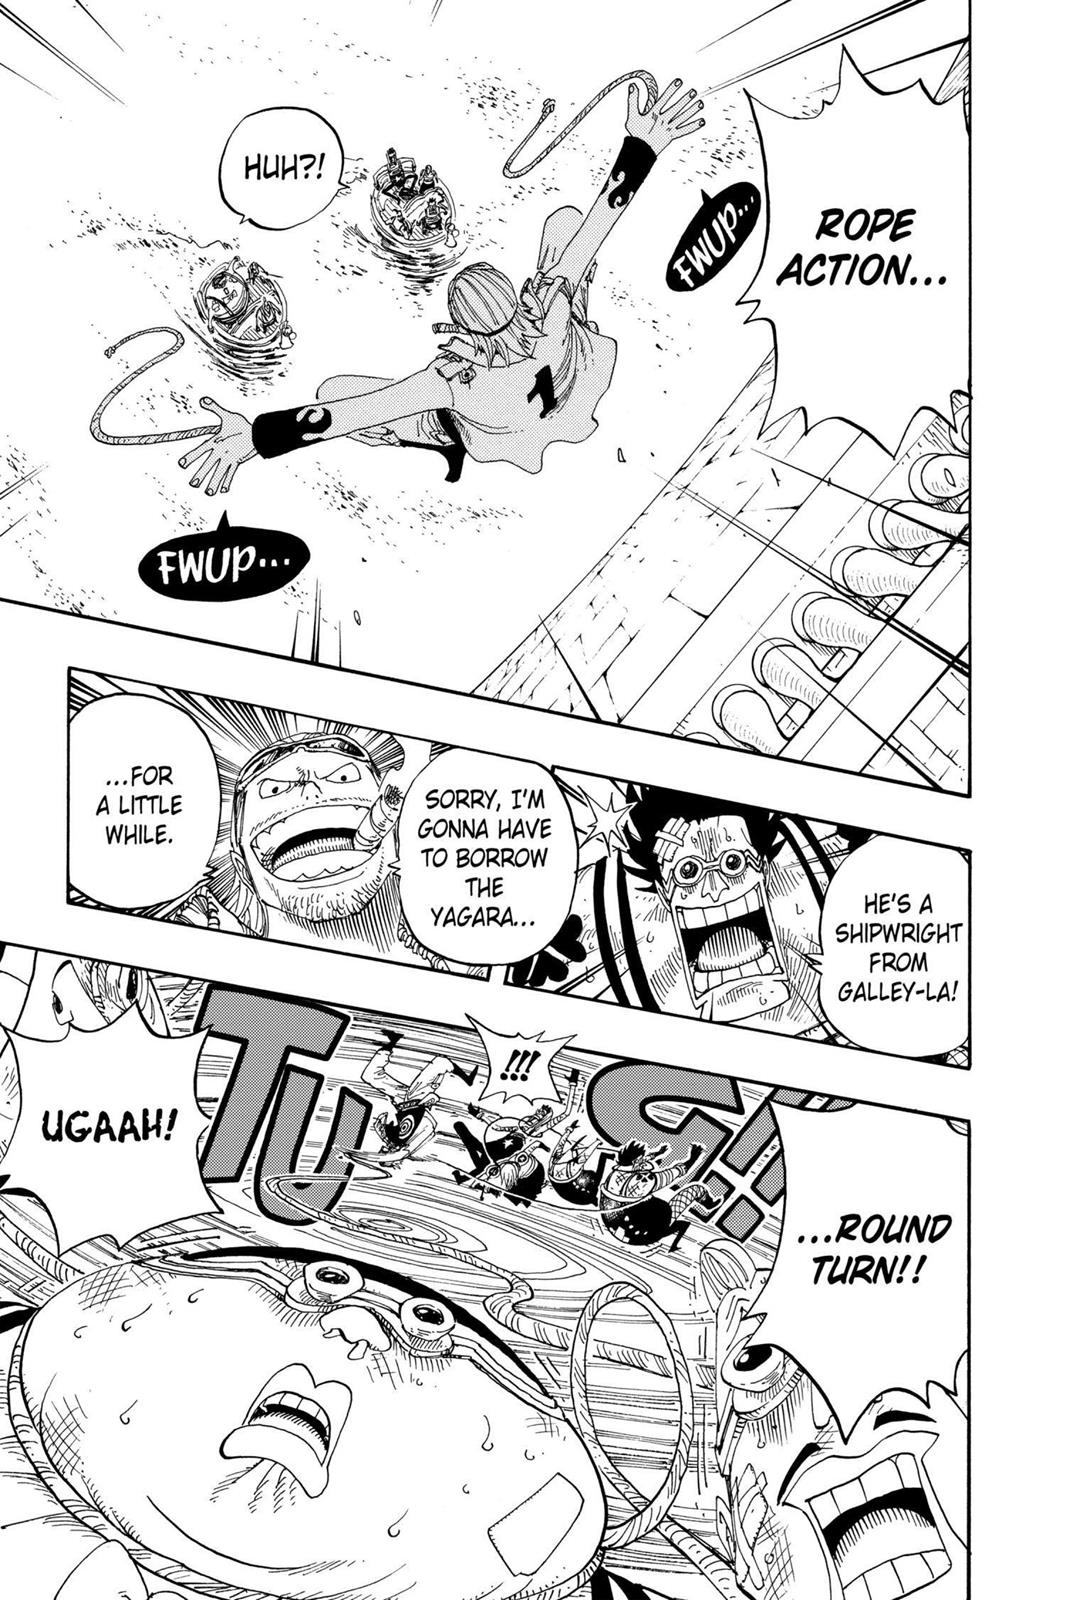 ROPE
ACTION...
HUH?!
FWUP...
FWUP...
HE'S A
SHIPWRIGHT
FROM
GALLEY-LA!
SORRY, I'M
GONNA HAVE
TO BORROW
THE
YAGARA...
...FOR
A LITTLE
WHILE.
...ROUND
TURN!!
!!!
TUG!!
UGAAH!